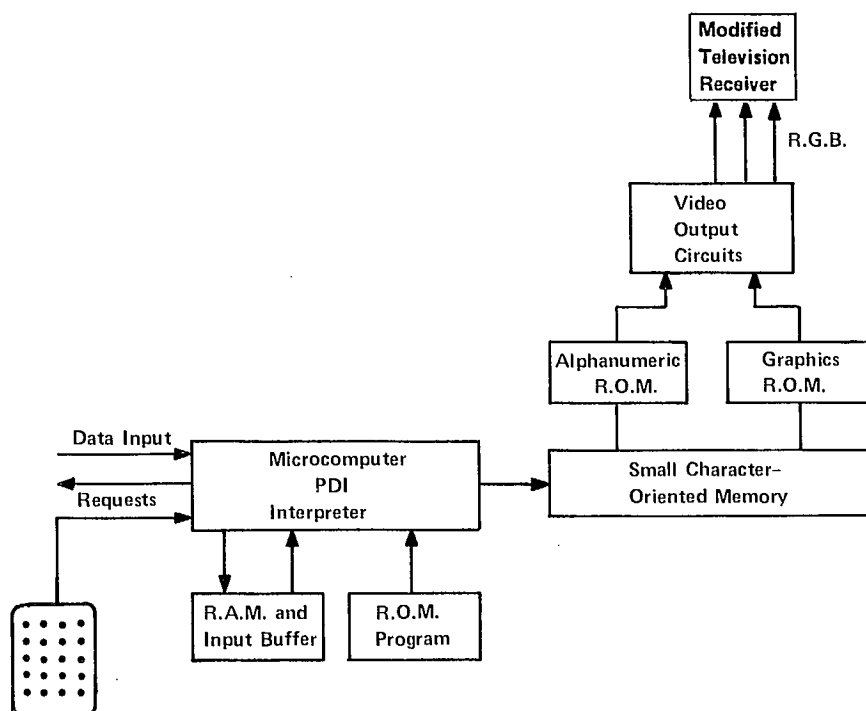 Modified
Television
Receiver
R.G.B.
Video
Output
Circuits
Alphanumeric
R.O.M.
Graphics
R.O.M.
Data Input
Requests
Microcomputer
PDI
Interpreter
Small Character–
Oriented Memory
R.A.M. and
Input Buffer
R.O.M.
Program